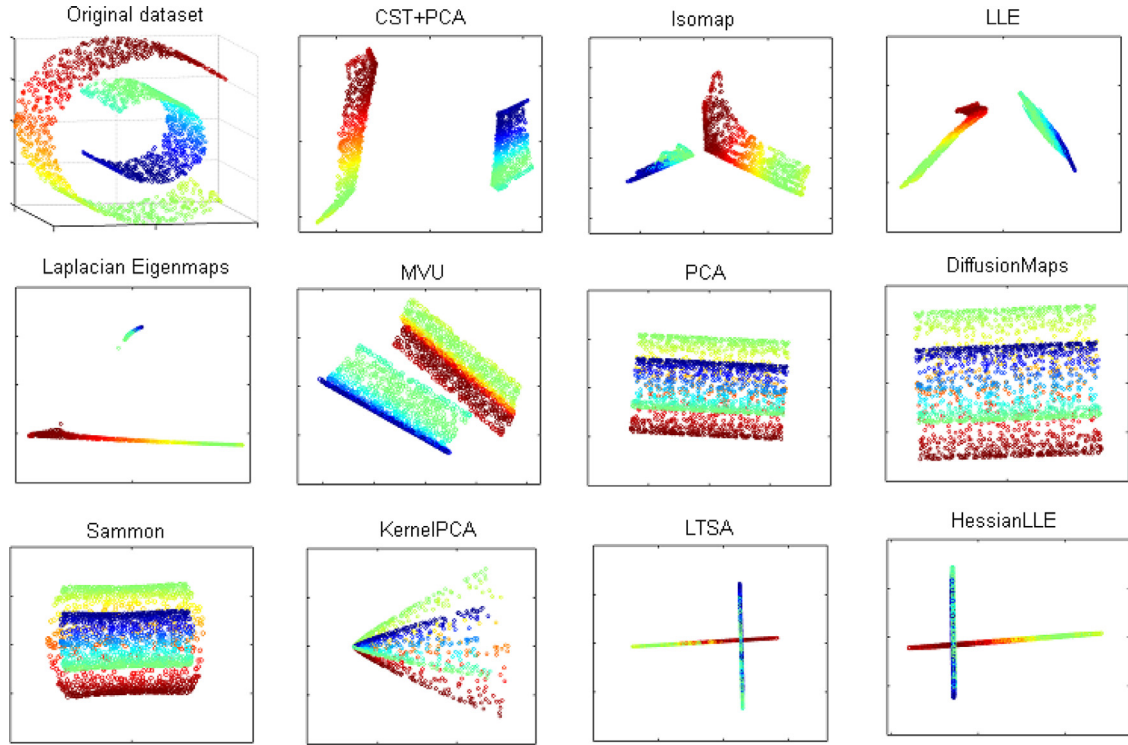 Original dataset
CST+PCA
Isomap
LLE
Laplacian Eigenmaps
MVU
PCA
DiffusionMaps
Sammon
KernelPCA
LTSA
HessianLLE